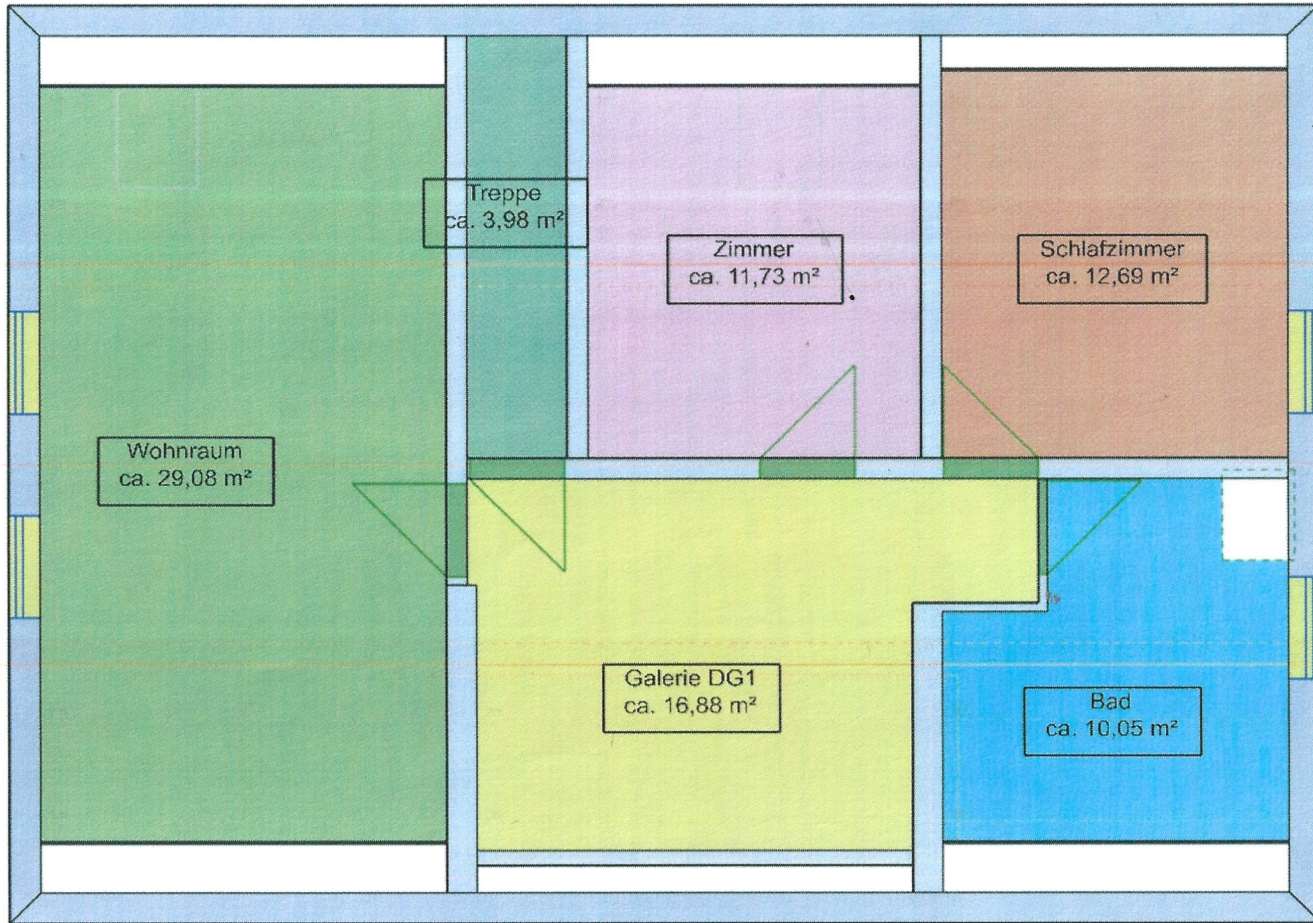 Treppe
ca. 3,98 m²
Zimmer
ca. 11,73 m²
Schlafzimmer
ca. 12,69 m²
Wohnraum
ca. 29,08 m²
Galerie DG1
ca. 16,88 m²
Bad
ca. 10,05 m²